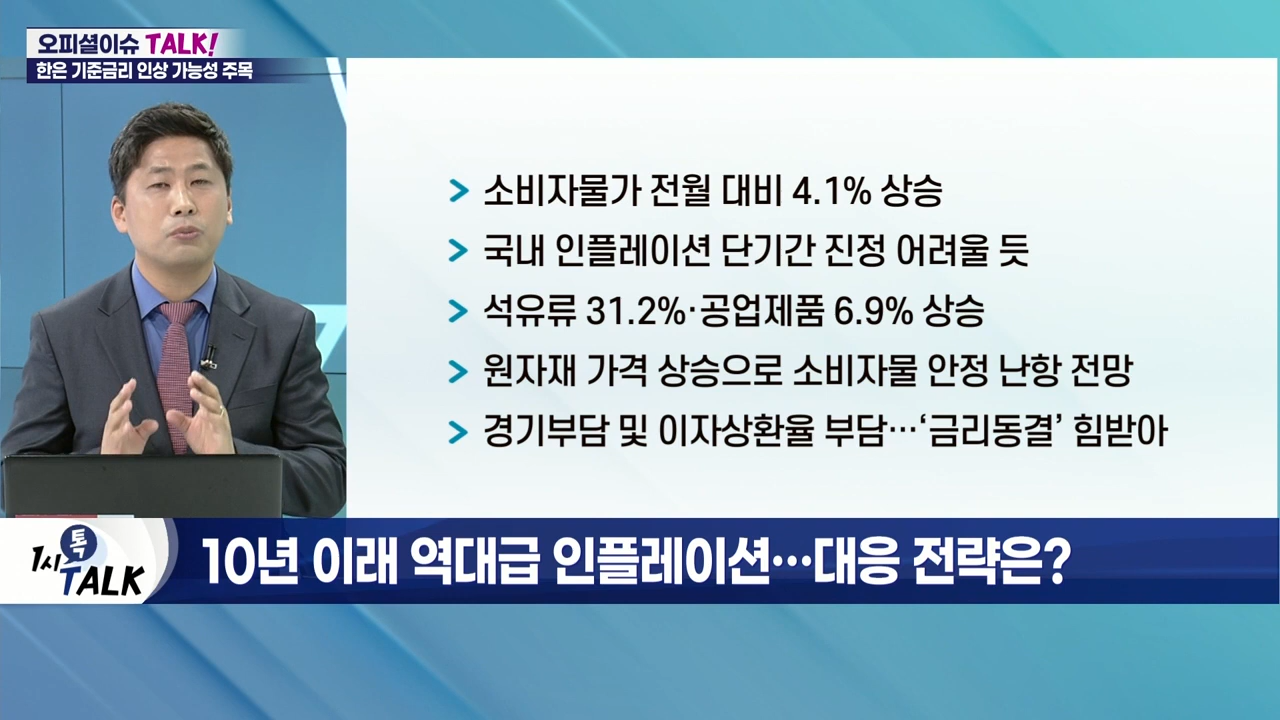 오피셜이슈 TALK!
한은 기준금리 인상 가능성 주목
> 소비자물가 전월 대비 4.1% 상승
> 국내 인플레이션 단기간 진정 어려울 듯
> 석유류 31.2%·공업제품 6.9% 상승
> 원자재 가격 상승으로 소비자물 안정 난항 전망
> 경기부담 및 이자상환율 부담…‘금리동결’ 힘받아
1시 톡
TALK
10년 이래 역대급 인플레이션…대응 전략은?